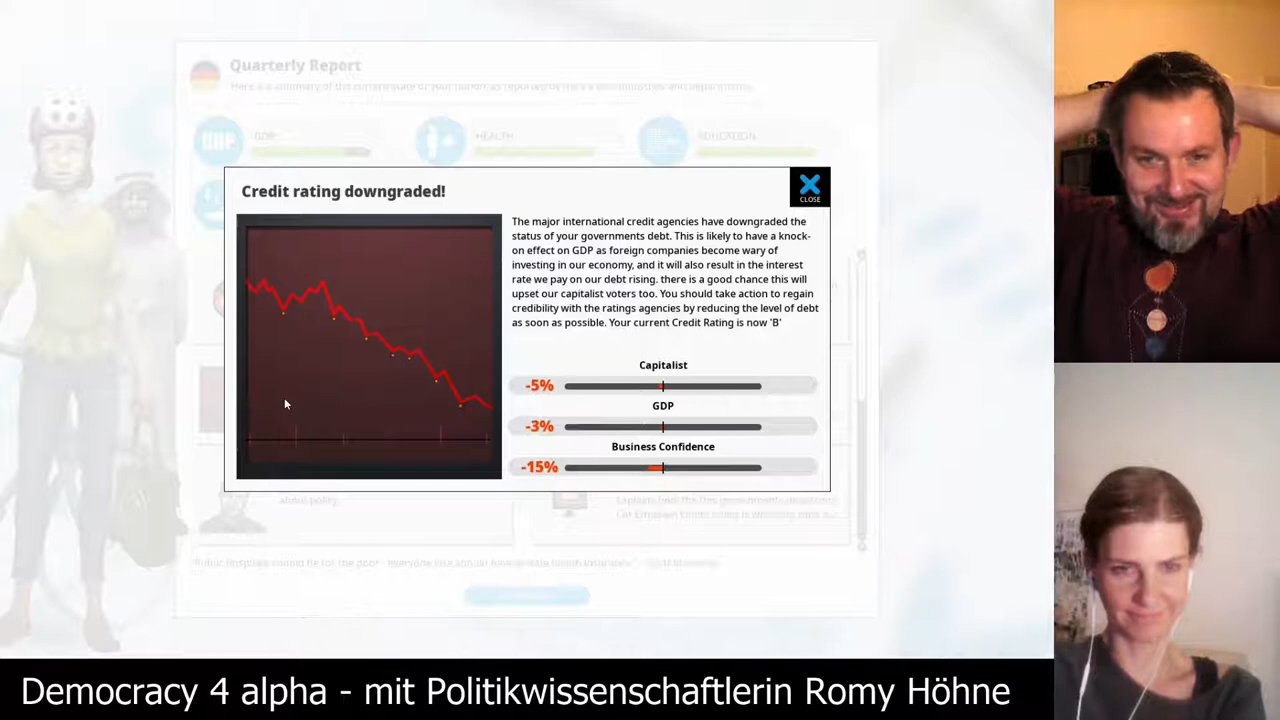 Quarterly Report
GDP
HEALTH
EDUCATION
Credit rating downgraded!
CLOSE
The major international credit agencies have downgraded the
status of your governments debt. This is likely to have a knock-
on effect on GDP as foreign companies become wary of
investing in our economy, and it will also result in the interest
rate we pay on our debt rising. there is a good chance this will
upset our capitalist voters too. You should take action to regain
credibility with the ratings agencies by reducing the level of debt
as soon as possible. Your current Credit Rating is now 'B'
Capitalist
-5%
GDP
-3%
Business Confidence
-15%
about policy.
Democracy 4 alpha - mit Politikwissenschaftlerin Romy Höhne